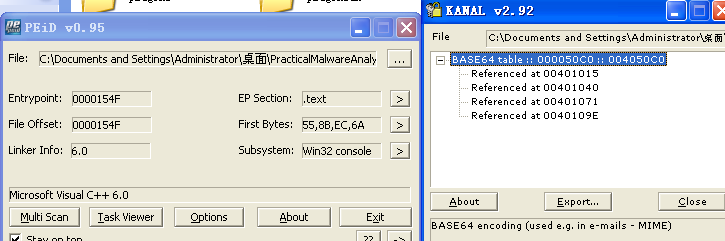 PEiD v0.95
File: C:\Documents and Settings\Administrator\桌面\PracticalMalwareAnaly
...
Entrypoint: 0000154F
EP Section: .text
>
File Offset: 0000154F
First Bytes: 55,8B,EC,6A
>
Linker Info: 6.0
Subsystem: Win32 console
>
Microsoft Visual C++ 6.0
Multi Scan
Task Viewer
Options
About
Exit
Stay on top
??
->
KANAL v2.92
File C:\Documents and Settings\Administrator\桌面
BASE64 table :: 000050C0 :: 004050C0
Referenced at 00401015
Referenced at 00401040
Referenced at 00401071
Referenced at 0040109E
About
Export...
Close
BASE64 encoding (used e.g. in e-mails - MIME)